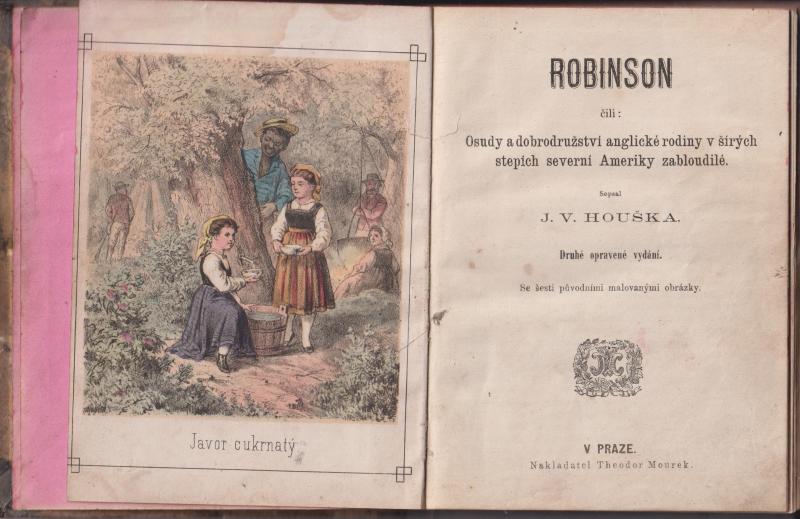 Javor cukrnatý
ROBINSON
čili:
Osudy a dobrodružství anglické rodiny v šírých
stepích severní Ameriky zabloudilé.
Sepsal
J. V. HOUŠKA.
Druhé opravené vydání.
Se šesti původními malovanými obrázky.
V PRAZE.
Nakladatel Theodor Mourek.